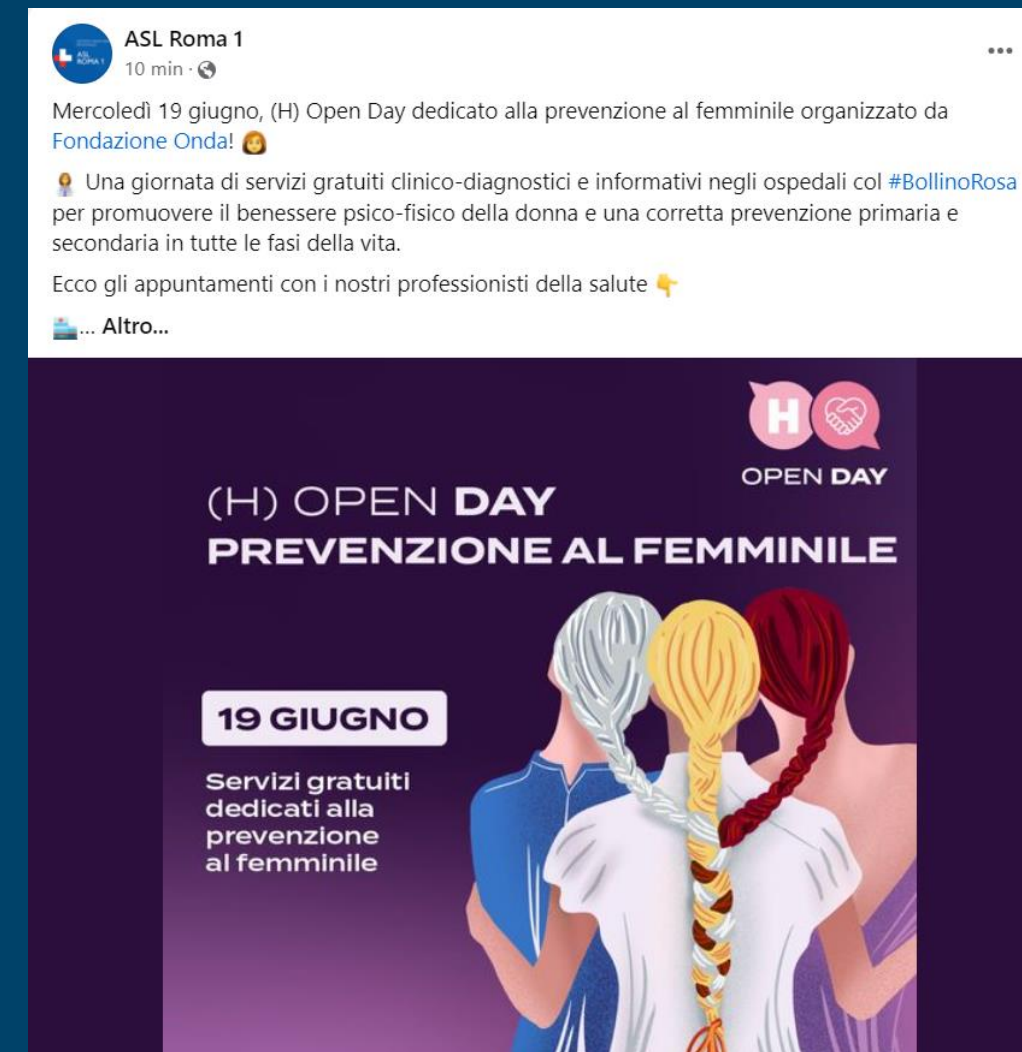 ASL Roma 1
ASL
ROMA 1
10 min
Mercoledì 19 giugno, (H) Open Day dedicato alla prevenzione al femminile organizzato da
Fondazione Onda!
Una giornata di servizi gratuiti clinico-diagnostici e informativi negli ospedali col #BollinoRosa
per promuovere il benessere psico-fisico della donna e una corretta prevenzione primaria e
secondaria in tutte le fasi della vita.
Ecco gli appuntamenti con i nostri professionisti della salute
... Altro...
H
OPEN DAY
(H) OPEN DAY
PREVENZIONE AL FEMMINILE
19 GIUGNO
Servizi gratuiti
dedicati alla
prevenzione
al femminile